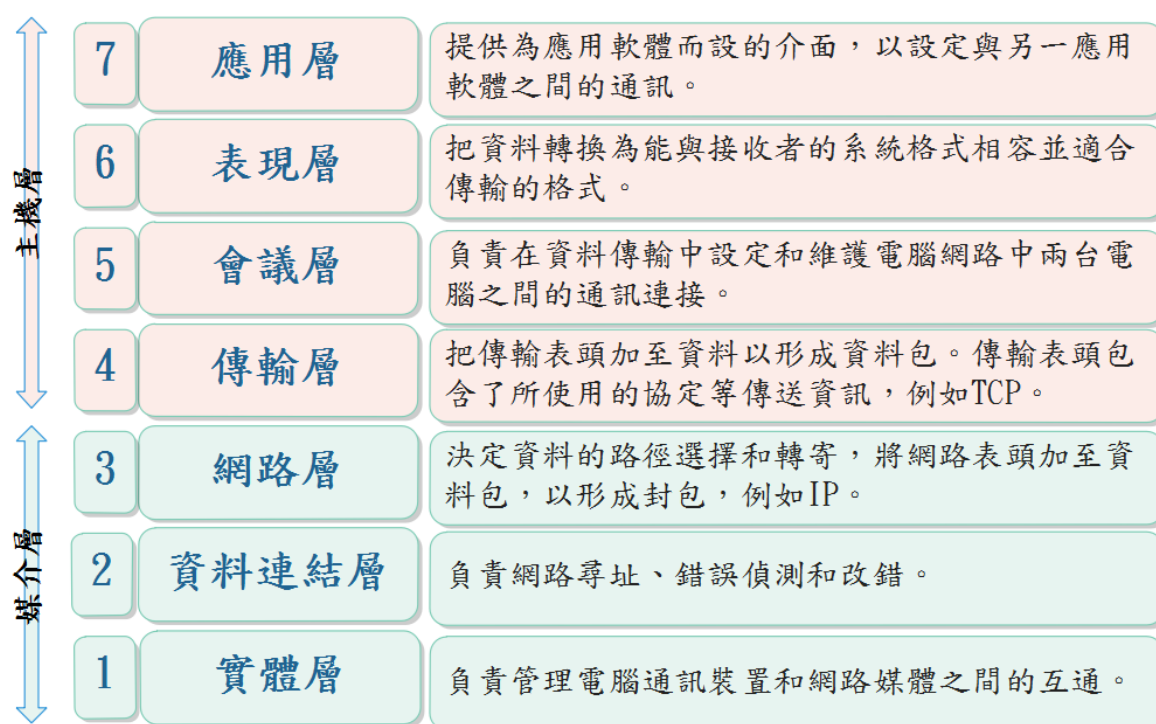 主機層
7
應用層
提供為應用軟體而設的介面，以設定與另一應用
軟體之間的通訊。
6
表現層
把資料轉換為能與接收者的系統格式相容並適合
傳輸的格式。
5
會議層
負責在資料傳輸中設定和維護電腦網路中兩台電
腦之間的通訊連接。
4
傳輸層
把傳輸表頭加至資料以形成資料包。傳輸表頭包
含了所使用的協定等傳送資訊，例如TCP。
媒介層
3
網路層
決定資料的路徑選擇和轉寄，將網路表頭加至資
料包，以形成封包，例如IP。
2
資料連結層
負責網路尋址、錯誤偵測和改錯。
1
實體層
負責管理電腦通訊裝置和網路媒體之間的互通。